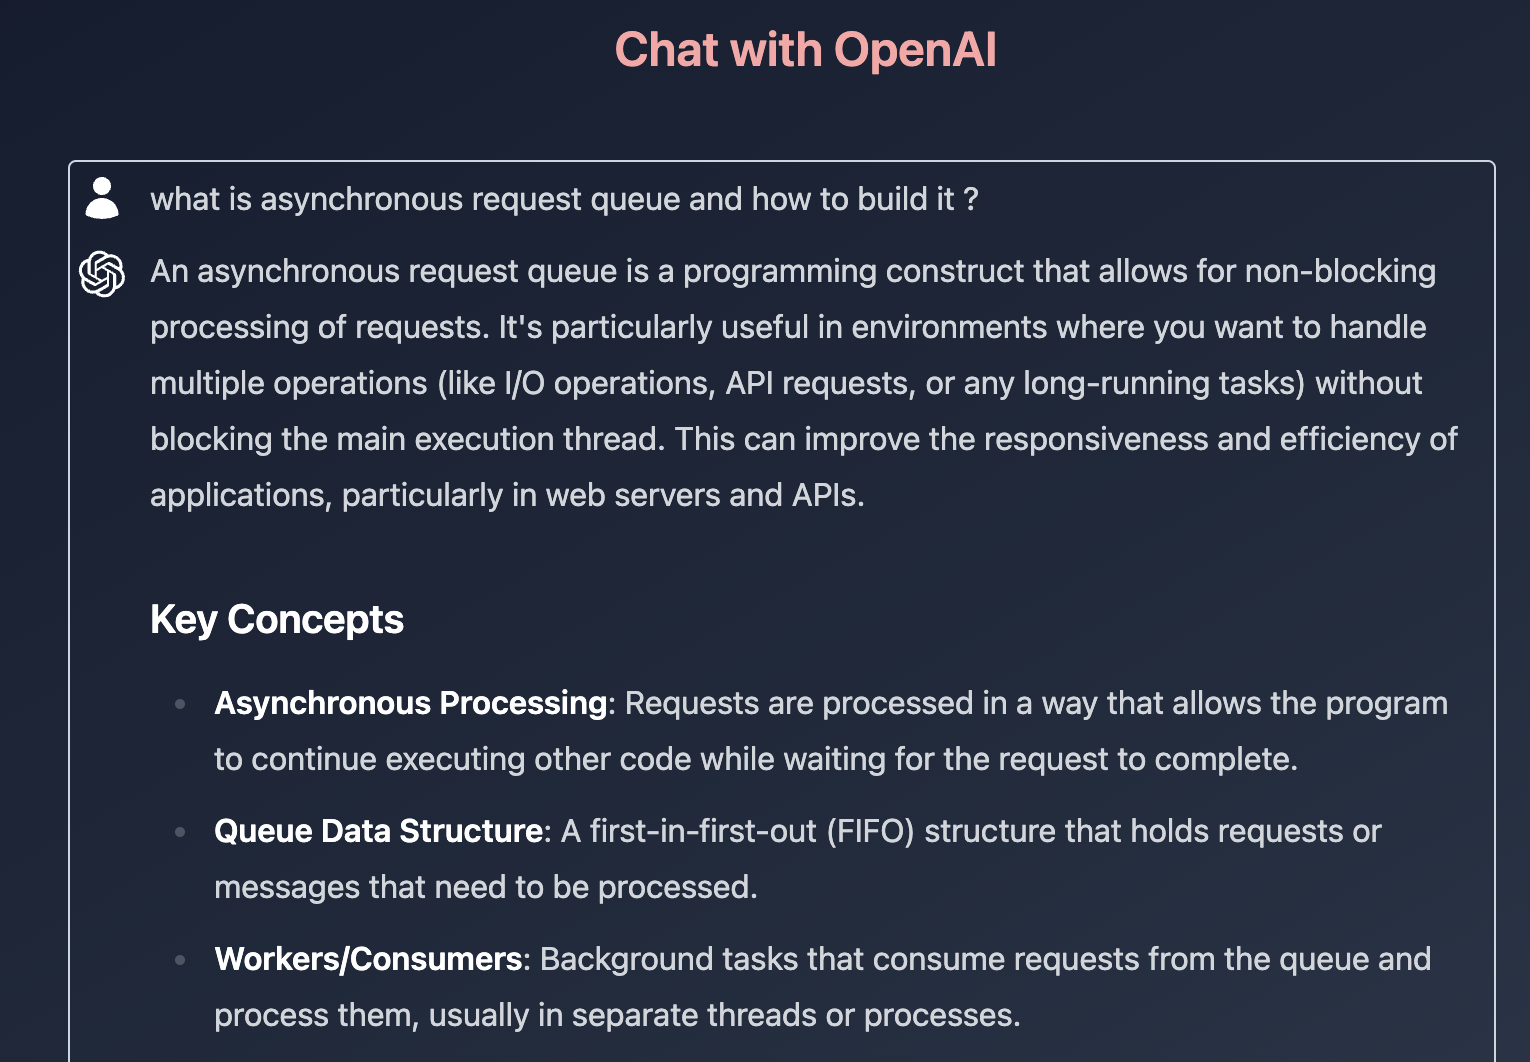 Chat with OpenAI
what is asynchronous request queue and how to build it ?
An asynchronous request queue is a programming construct that allows for non-blocking
processing of requests. It's particularly useful in environments where you want to handle
multiple operations (like I/O operations, API requests, or any long-running tasks) without
blocking the main execution thread. This can improve the responsiveness and efficiency of
applications, particularly in web servers and APIs.
Key Concepts
Asynchronous Processing: Requests are processed in a way that allows the program
to continue executing other code while waiting for the request to complete.
Queue Data Structure: A first-in-first-out (FIFO) structure that holds requests or
messages that need to be processed.
Workers/Consumers: Background tasks that consume requests from the queue and
process them, usually in separate threads or processes.